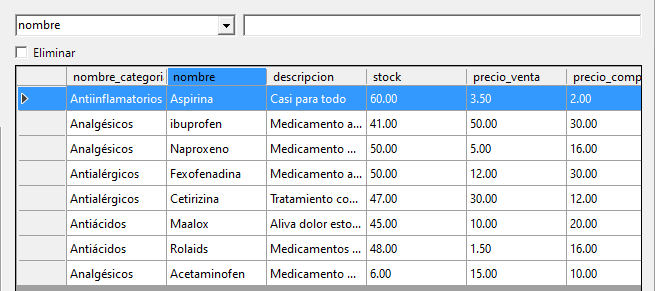 nombre
Eliminar
nombre_categori nombre descripcion stock precio_venta precio_comp
Antiinflamatorios Aspirina Casi para todo 60.00 3.50 2.00
Analgésicos ibuprofen Medicamento a... 41.00 50.00 30.00
Analgésicos Naproxeno Medicamento ... 50.00 5.00 16.00
Antialérgicos Fexofenadina Medicamento a... 50.00 12.00 30.00
Antialérgicos Cetirizina Tratamiento co... 47.00 30.00 12.00
Antiácidos Maalox Aliva dolor esto... 45.00 10.00 20.00
Antiácidos Rolaids Medicamentos ... 48.00 1.50 16.00
Analgésicos Acetaminofen Medicamento ... 6.00 15.00 10.00